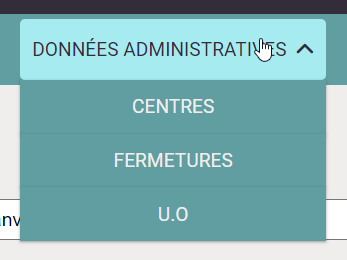 DONNÉES ADMINISTRATIVES
CENTRES
FERMETURES
U.O